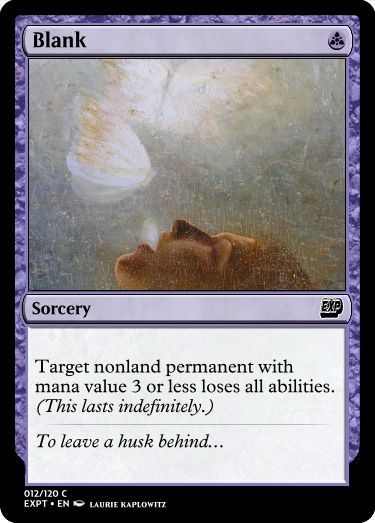 Blank
Sorcery
EXP
Target nonland permanent with
mana value 3 or less loses all abilities.
(This lasts indefinitely.)
To leave a husk behind…
012/120 C
EXPT • EN LAURIE KAPLOWITZ